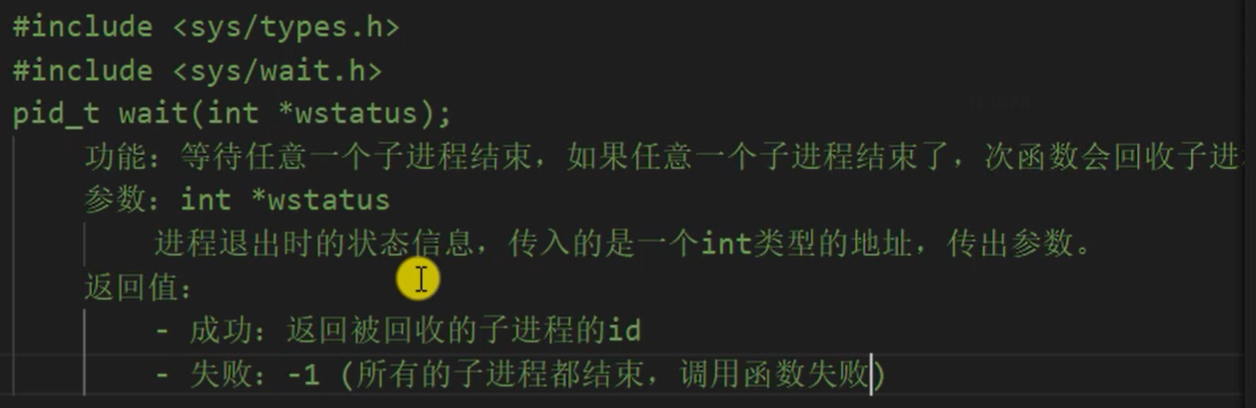 #include <sys/types.h>
#include <sys/wait.h>
pid_t wait(int *wstatus);
功能：等待任意一个子进程结束，如果任意一个子进程结束了，次函数会回收子进
参数：int *wstatus
进程退出时的状态信息，传入的是一个int类型的地址，传出参数。
返回值：
- 成功：返回被回收的子进程的id
- 失败：-1 (所有的子进程都结束，调用函数失败)